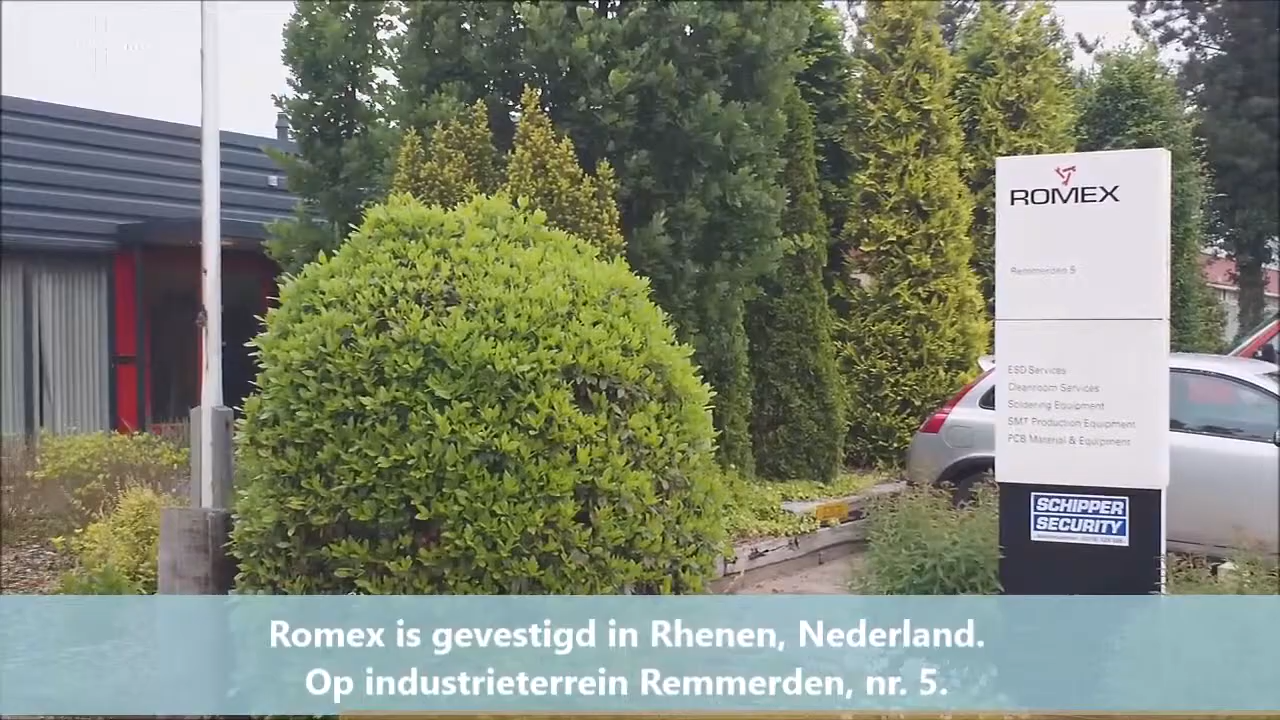 ROMEX
Remmerden 5
ESD Services
Cleanroom Services
Soldering Equipment
SMT Production Equipment
PCB Material & Equipment
SCHIPPER
SECURITY
Romex is gevestigd in Rhenen, Nederland.
Op industrieterrein Remmerden, nr. 5.